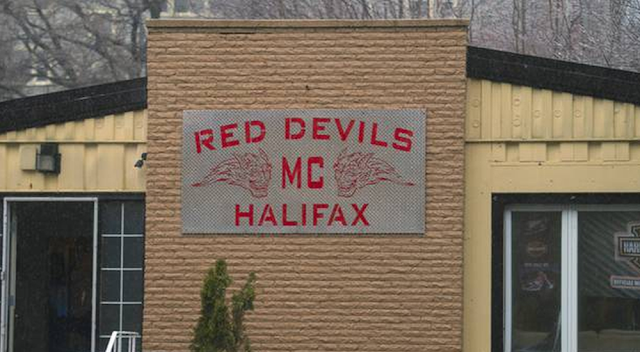 RED DEVILS
MC
HALIFAX